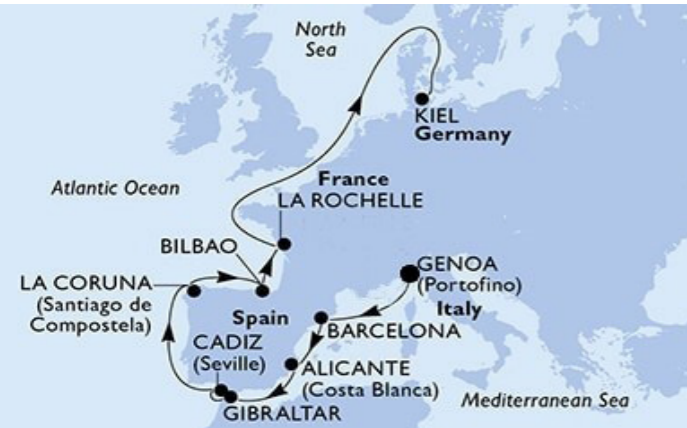 North
Sea
KIEL
Germany
Atlantic Ocean
France
LA ROCHELLE
BILBAO
LA CORUNA
(Santiago de
Compostela)
GENOA
(Portofino)
Italy
Spain
BARCELONA
CADIZ
(Seville)
ALICANTE
(Costa Blanca)
GIBRALTAR
Mediterranean Sea